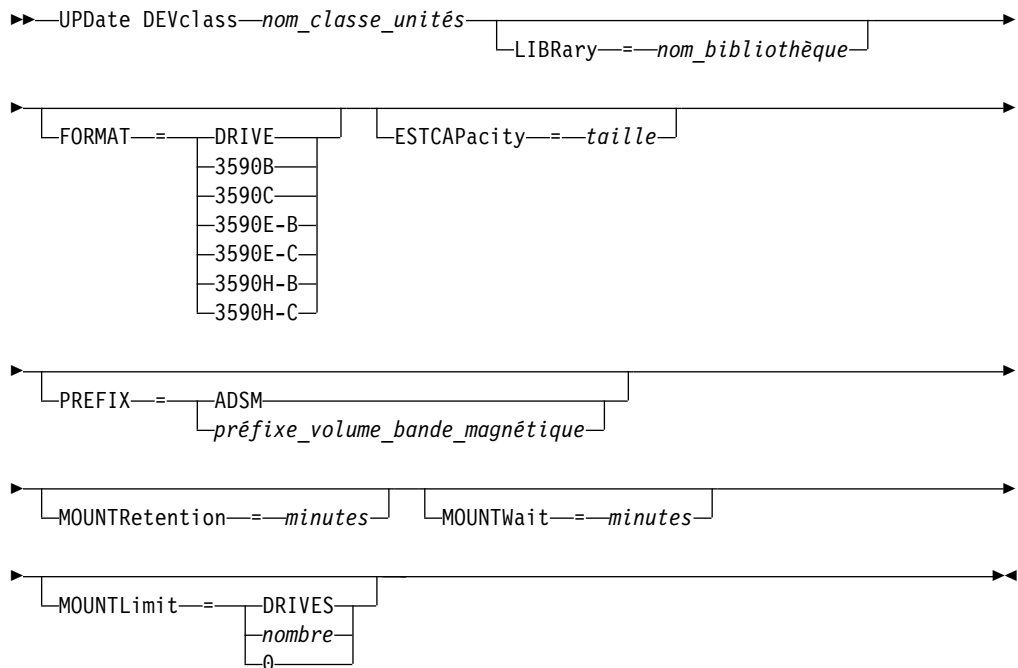 UPDate DEVclass nom_classe_unités
LIBRary = nom_bibliothèque
FORMAT = DRIVE
3590B
3590C
3590E-B
3590E-C
3590H-B
3590H-C
ESTCAPacity = taille
PREFIX = ADSM
préfixe_volume_bande_magnétique
MOUNTRetention = minutes
MOUNTWait = minutes
MOUNTLimit = DRIVES
nombre
0